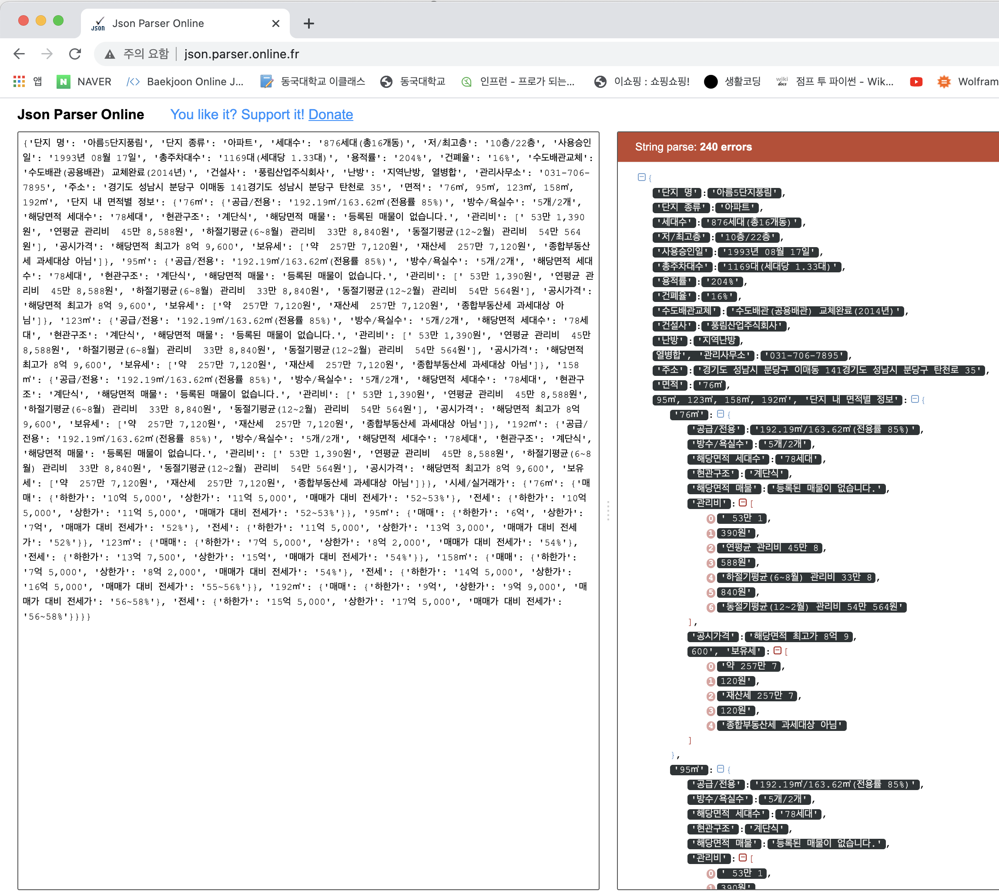 Json Parser Online
주의 요함 json.parser.online.fr
앱 NAVER Baekjoon Online J... 동국대학교 이클래스 동국대학교 인프런 - 프로가 되는... 이쇼핑 : 쇼핑쇼핑! 생활코딩 점프 투 파이썬 - Wik... Wolfram
Json Parser Online You like it? Support it! Donate
{'단지 명': '아름5단지풍림', '단지 종류': '아파트', '세대수': '876세대(총16개동)', '저/최고층': '10층/22층', '사용승인
일': '1993년 08월 17일', '총주차대수': '1169대(세대당 1.33대)', '용적률': '204%', '건폐율': '16%', '수도배관교체':
'수도배관(공용배관) 교체완료(2014년)', '건설사': '풍림산업주식회사', '난방': '지역난방, 열병합', '관리사무소': '031-706-
7895', '주소': '경기도 성남시 분당구 이매동 141경기도 성남시 분당구 탄천로 35', '면적': '76㎡, 95㎡, 123㎡, 158㎡,
192㎡', '단지 내 면적별 정보': {'76㎡': {'공급/전용': '192.19㎡/163.62㎡(전용률 85%)', '방수/욕실수': '5개/2개',
'해당면적 세대수': '78세대', '현관구조': '계단식', '해당면적 매물': '등록된 매물이 없습니다.', '관리비': [' 53만 1,390
원', '연평균 관리비  45만 8,588원', '하절기평균(6~8월) 관리비  33만 8,840원', '동절기평균(12~2월) 관리비  54만 564
원'], '공시가격': '해당면적 최고가 8억 9,600', '보유세': ['약  257만 7,120원', '재산세  257만 7,120원', '종합부동산
세 과세대상 아님']}, '95㎡': {'공급/전용': '192.19㎡/163.62㎡(전용률 85%)', '방수/욕실수': '5개/2개', '해당면적 세대
수': '78세대', '현관구조': '계단식', '해당면적 매물': '등록된 매물이 없습니다.', '관리비': [' 53만 1,390원', '연평균 관
리비  45만 8,588원', '하절기평균(6~8월) 관리비  33만 8,840원', '동절기평균(12~2월) 관리비  54만 564원'], '공시가격':
'해당면적 최고가 8억 9,600', '보유세': ['약  257만 7,120원', '재산세  257만 7,120원', '종합부동산세 과세대상 아
님']}, '123㎡': {'공급/전용': '192.19㎡/163.62㎡(전용률 85%)', '방수/욕실수': '5개/2개', '해당면적 세대수': '78세
대', '현관구조': '계단식', '해당면적 매물': '등록된 매물이 없습니다.', '관리비': [' 53만 1,390원', '연평균 관리비  45만
8,588원', '하절기평균(6~8월) 관리비  33만 8,840원', '동절기평균(12~2월) 관리비  54만 564원'], '공시가격': '해당면적
최고가 8억 9,600', '보유세': ['약  257만 7,120원', '재산세  257만 7,120원', '종합부동산세 과세대상 아님']}, '158
㎡': {'공급/전용': '192.19㎡/163.62㎡(전용률 85%)', '방수/욕실수': '5개/2개', '해당면적 세대수': '78세대', '현관구
조': '계단식', '해당면적 매물': '등록된 매물이 없습니다.', '관리비': [' 53만 1,390원', '연평균 관리비  45만 8,588원',
'하절기평균(6~8월) 관리비  33만 8,840원', '동절기평균(12~2월) 관리비  54만 564원'], '공시가격': '해당면적 최고가 8억
9,600', '보유세': ['약  257만 7,120원', '재산세  257만 7,120원', '종합부동산세 과세대상 아님']}, '192㎡': {'공급/
전용': '192.19㎡/163.62㎡(전용률 85%)', '방수/욕실수': '5개/2개', '해당면적 세대수': '78세대', '현관구조': '계단식',
'해당면적 매물': '등록된 매물이 없습니다.', '관리비': [' 53만 1,390원', '연평균 관리비  45만 8,588원', '하절기평균(6~8
월) 관리비  33만 8,840원', '동절기평균(12~2월) 관리비  54만 564원'], '공시가격': '해당면적 최고가 8억 9,600', '보유
세': ['약  257만 7,120원', '재산세  257만 7,120원', '종합부동산세 과세대상 아님']}}, '시세/실거래가': {'76㎡': {'매
매': {'하한가': '10억 5,000', '상한가': '11억 5,000', '매매가 대비 전세가': '52~53%'}, '전세': {'하한가': '10억
5,000', '상한가': '11억 5,000', '매매가 대비 전세가': '52~53%'}}, '95㎡': {'매매': {'하한가': '6억', '상한가':
'7억', '매매가 대비 전세가': '52%'}, '전세': {'하한가': '11억 5,000', '상한가': '13억 3,000', '매매가 대비 전세
가': '52%'}}, '123㎡': {'매매': {'하한가': '7억 5,000', '상한가': '8억 2,000', '매매가 대비 전세가': '54%'},
'전세': {'하한가': '13억 7,500', '상한가': '15억', '매매가 대비 전세가': '54%'}}, '158㎡': {'매매': {'하한가':
'7억 5,000', '상한가': '8억 2,000', '매매가 대비 전세가': '54%'}, '전세': {'하한가': '14억 5,000', '상한가':
'16억 5,000', '매매가 대비 전세가': '55~56%'}}, '192㎡': {'매매': {'하한가': '9억', '상한가': '9억 9,000', '매
매가 대비 전세가': '56~58%'}, '전세': {'하한가': '15억 5,000', '상한가': '17억 5,000', '매매가 대비 전세가':
'56~58%'}}}}
String parse: 240 errors
{
'단지 명':'아름5단지풍림',
'단지 종류':'아파트',
'세대수':'876세대(총16개동)',
'저/최고층':'10층/22층',
'사용승인일':'1993년 08월 17일',
'총주차대수':'1169대(세대당 1.33대)',
'용적률':'204%',
'건폐율':'16%',
'수도배관교체':'수도배관(공용배관) 교체완료(2014년)',
'건설사':'풍림산업주식회사',
'난방':'지역난방,
열병합', '관리사무소':'031-706-7895',
'주소':'경기도 성남시 분당구 이매동 141경기도 성남시 분당구 탄천로 35',
'면적':'76㎡,
95㎡, 123㎡, 158㎡, 192㎡', '단지 내 면적별 정보':{
'76㎡':{
'공급/전용':'192.19㎡/163.62㎡(전용률 85%)',
'방수/욕실수':'5개/2개',
'해당면적 세대수':'78세대',
'현관구조':'계단식',
'해당면적 매물':'등록된 매물이 없습니다.',
'관리비':[
0 ' 53만 1,
1 390원',
2 '연평균 관리비 45만 8,
3 588원',
4 '하절기평균(6~8월) 관리비 33만 8,
5 840원',
6 '동절기평균(12~2월) 관리비 54만 564원'
],
'공시가격':'해당면적 최고가 8억 9,
600', '보유세':[
0 '약 257만 7,
1 120원',
2 '재산세 257만 7,
3 120원',
4 '종합부동산세 과세대상 아님'
]
},
'95㎡':{
'공급/전용':'192.19㎡/163.62㎡(전용률 85%)',
'방수/욕실수':'5개/2개',
'해당면적 세대수':'78세대',
'현관구조':'계단식',
'해당면적 매물':'등록된 매물이 없습니다.',
'관리비':[
0 ' 53만 1,
1 390원'